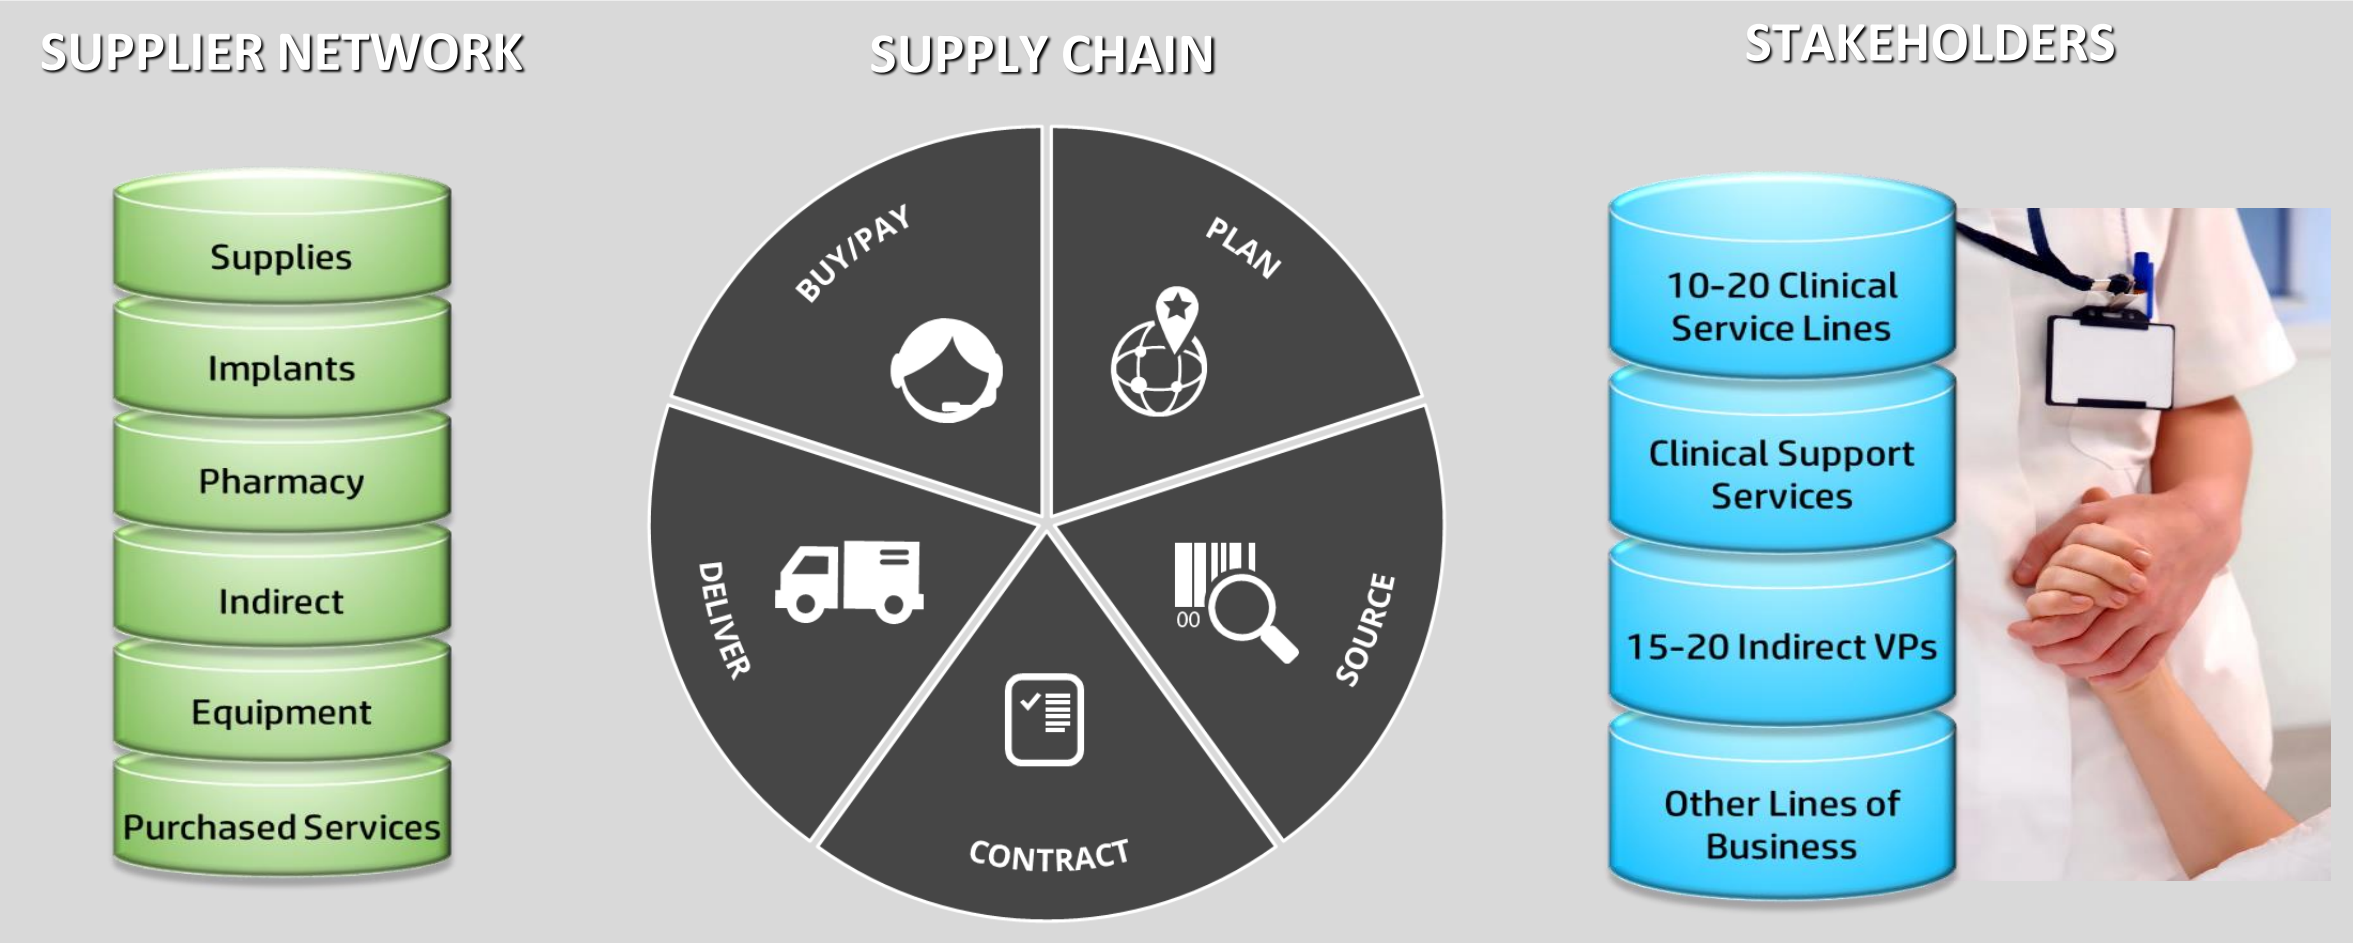 SUPPLIER NETWORK
Supplies
Implants
Pharmacy
Indirect
Equipment
Purchased Services
SUPPLY CHAIN
BUY/PAY
PLAN
DELIVER
00
SOURCE
CONTRACT
STAKEHOLDERS
10-20 Clinical
Service Lines
Clinical Support
Services
15-20 Indirect VPs
Other Lines of
Business